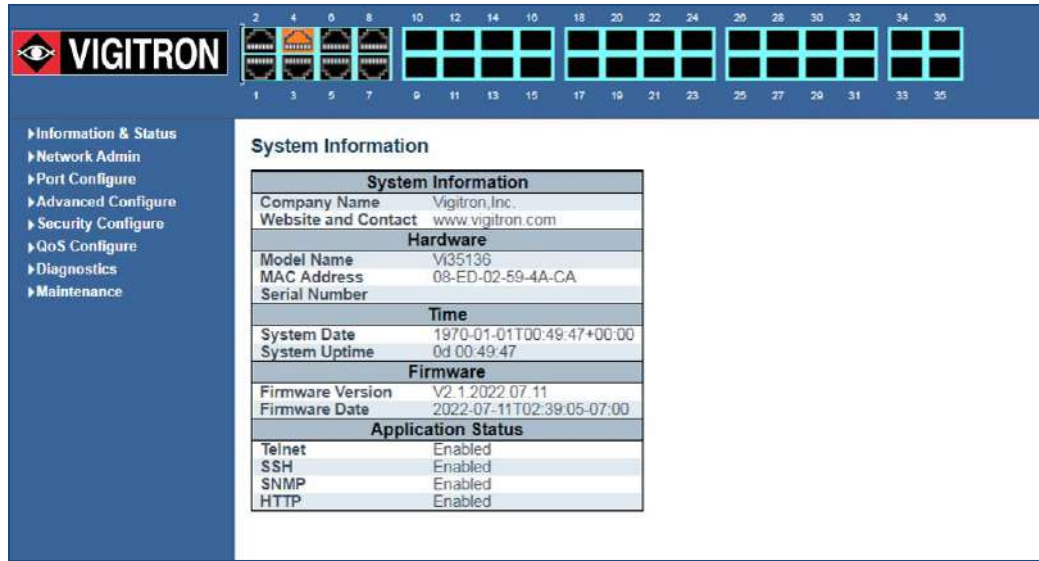 2 4 6 8 10 12 14 16 18 20 22 24 26 28 30 32 34 36
VIGITRON
1 3 5 7 9 11 13 15 17 19 21 23 25 27 29 31 33 35
Information & Status
Network Admin
Port Configure
Advanced Configure
Security Configure
QoS Configure
Diagnostics
Maintenance
System Information
System Information
Company Name Vigitron,Inc.
Website and Contact www.vigitron.com
Hardware
Model Name Vi35136
MAC Address 08-ED-02-59-4A-CA
Serial Number
Time
System Date 1970-01-01T00:49:47+00:00
System Uptime 0d 00:49:47
Firmware
Firmware Version V2.1.2022.07.11
Firmware Date 2022-07-11T02:39:05-07:00
Application Status
Telnet Enabled
SSH Enabled
SNMP Enabled
HTTP Enabled